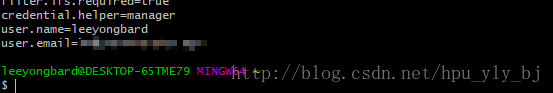 filter.lfs.required=true
credential.helper=manager
user.name=leeyongbard
user.email=
leeyongbard@DESKTOP-65TME79 MINGW64 ~
http://blog.csdn.net/hpu_yly_bj
$